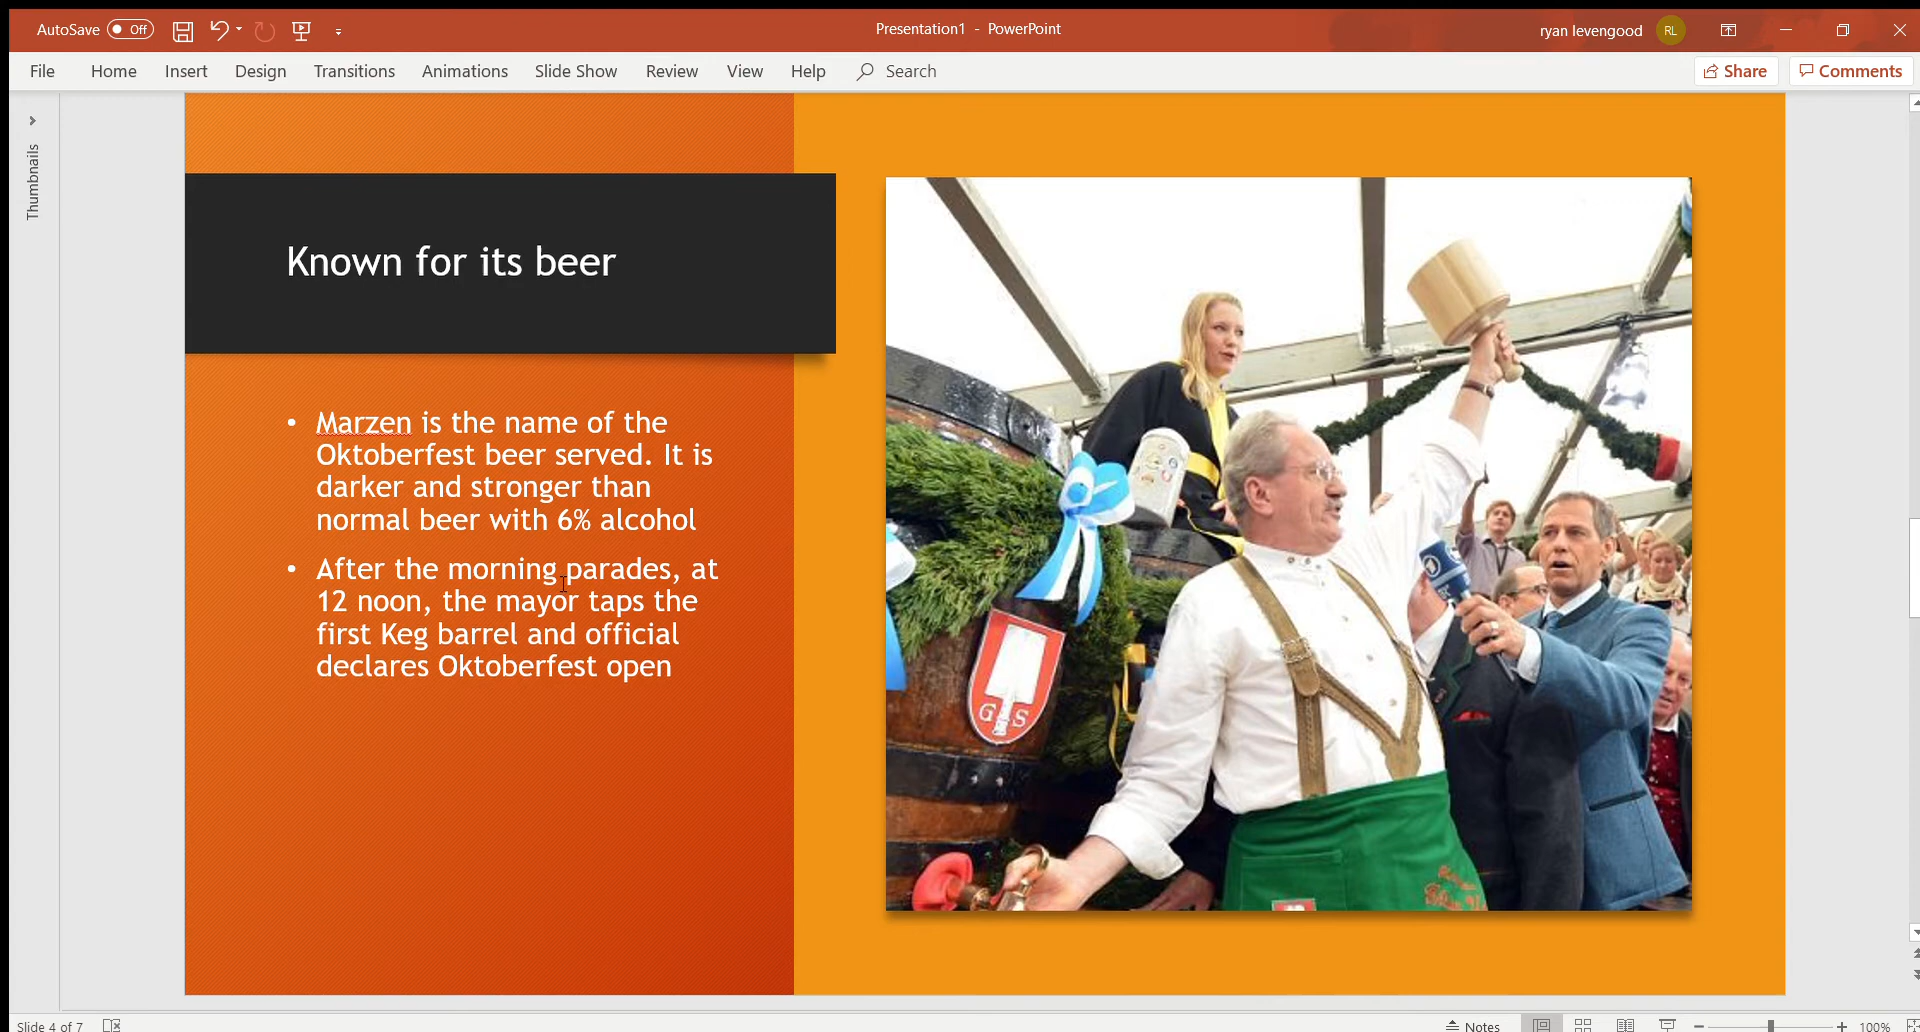 AutoSave Off
Presentation1 - PowerPoint
ryan levengood RL
File Home Insert Design Transitions Animations Slide Show Review View Help Search
Share Comments
Thumbnails
Known for its beer
• Marzen is the name of the
Oktoberfest beer served. It is
darker and stronger than
normal beer with 6% alcohol
• After the morning parades, at
12 noon, the mayor taps the
first Keg barrel and official
declares Oktoberfest open
G S
Slide 4 of 7
Notes
100%